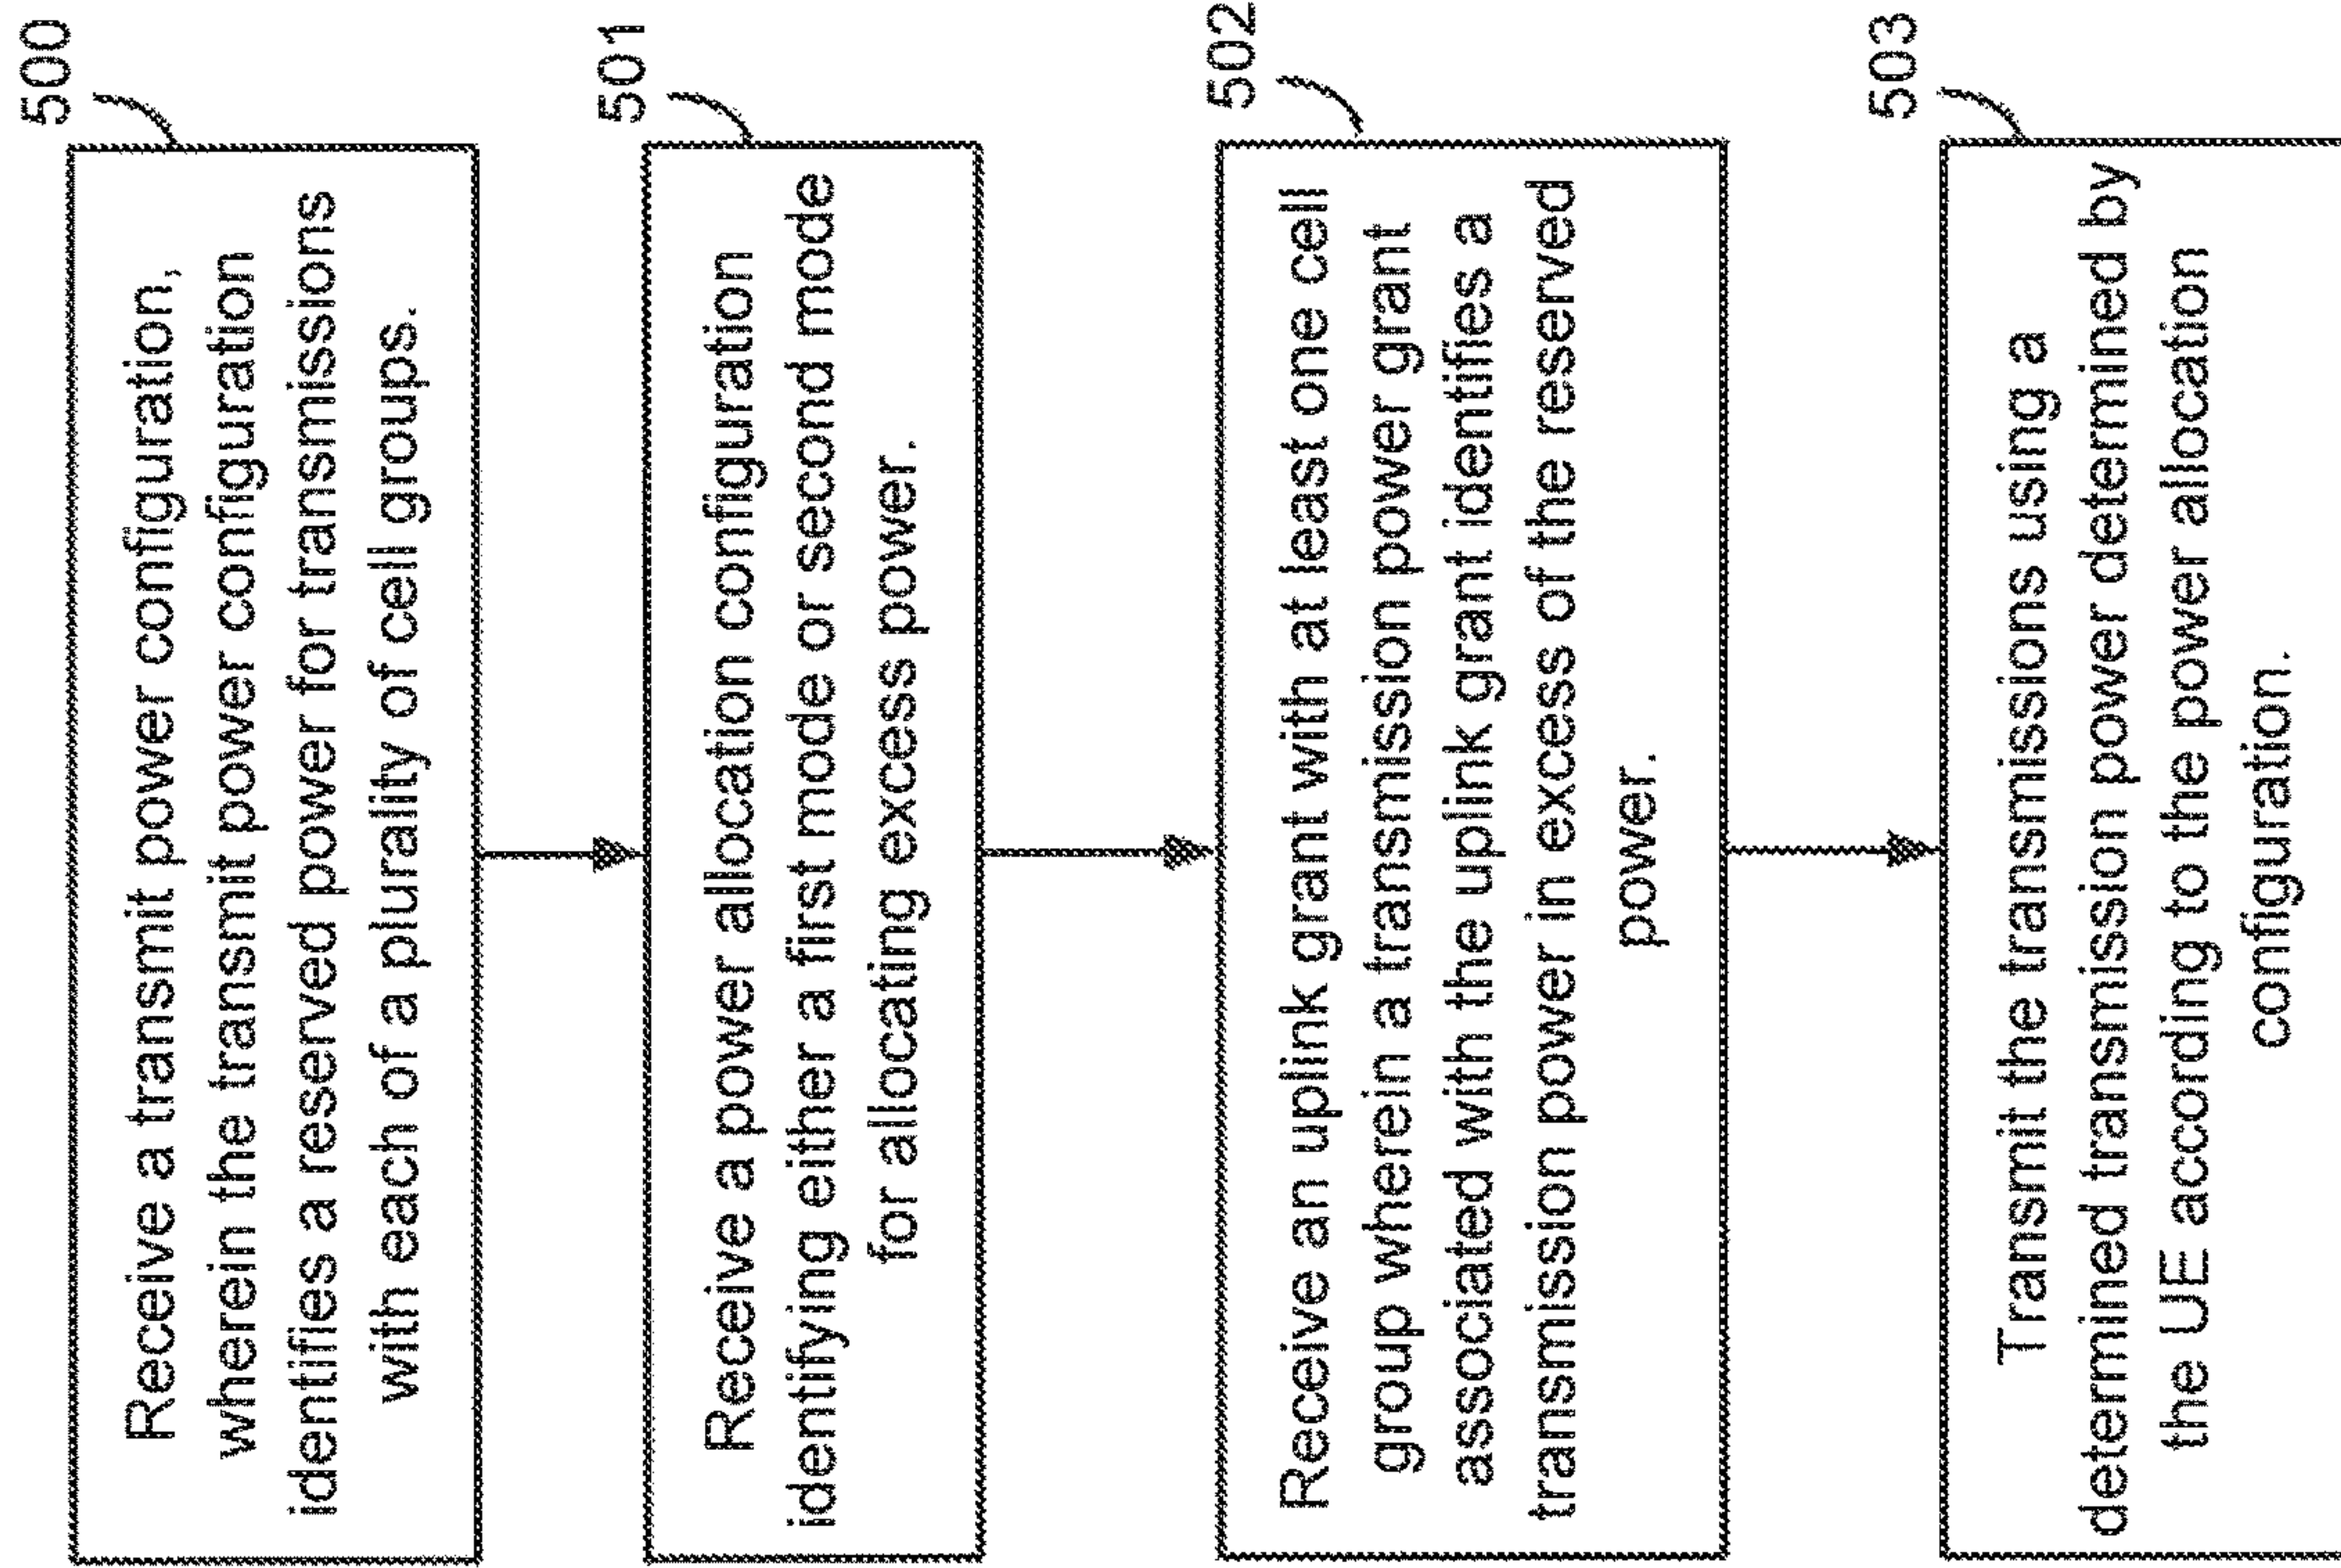 500
Receive a transmit power configuration,
wherein the transmit power configuration
identifies a reserved power for transmissions
with each of a plurality of cell groups.
501
Receive a power allocation configuration
identifying either a first mode or second mode
for allocating excess power.
502
Receive an uplink grant with at least one cell
group wherein a transmission power grant
associated with the uplink grant identifies a
transmission power in excess of the reserved
power.
503
Transmit the transmissions using a
determined transmission power determined by
the UE according to the power allocation
configuration.